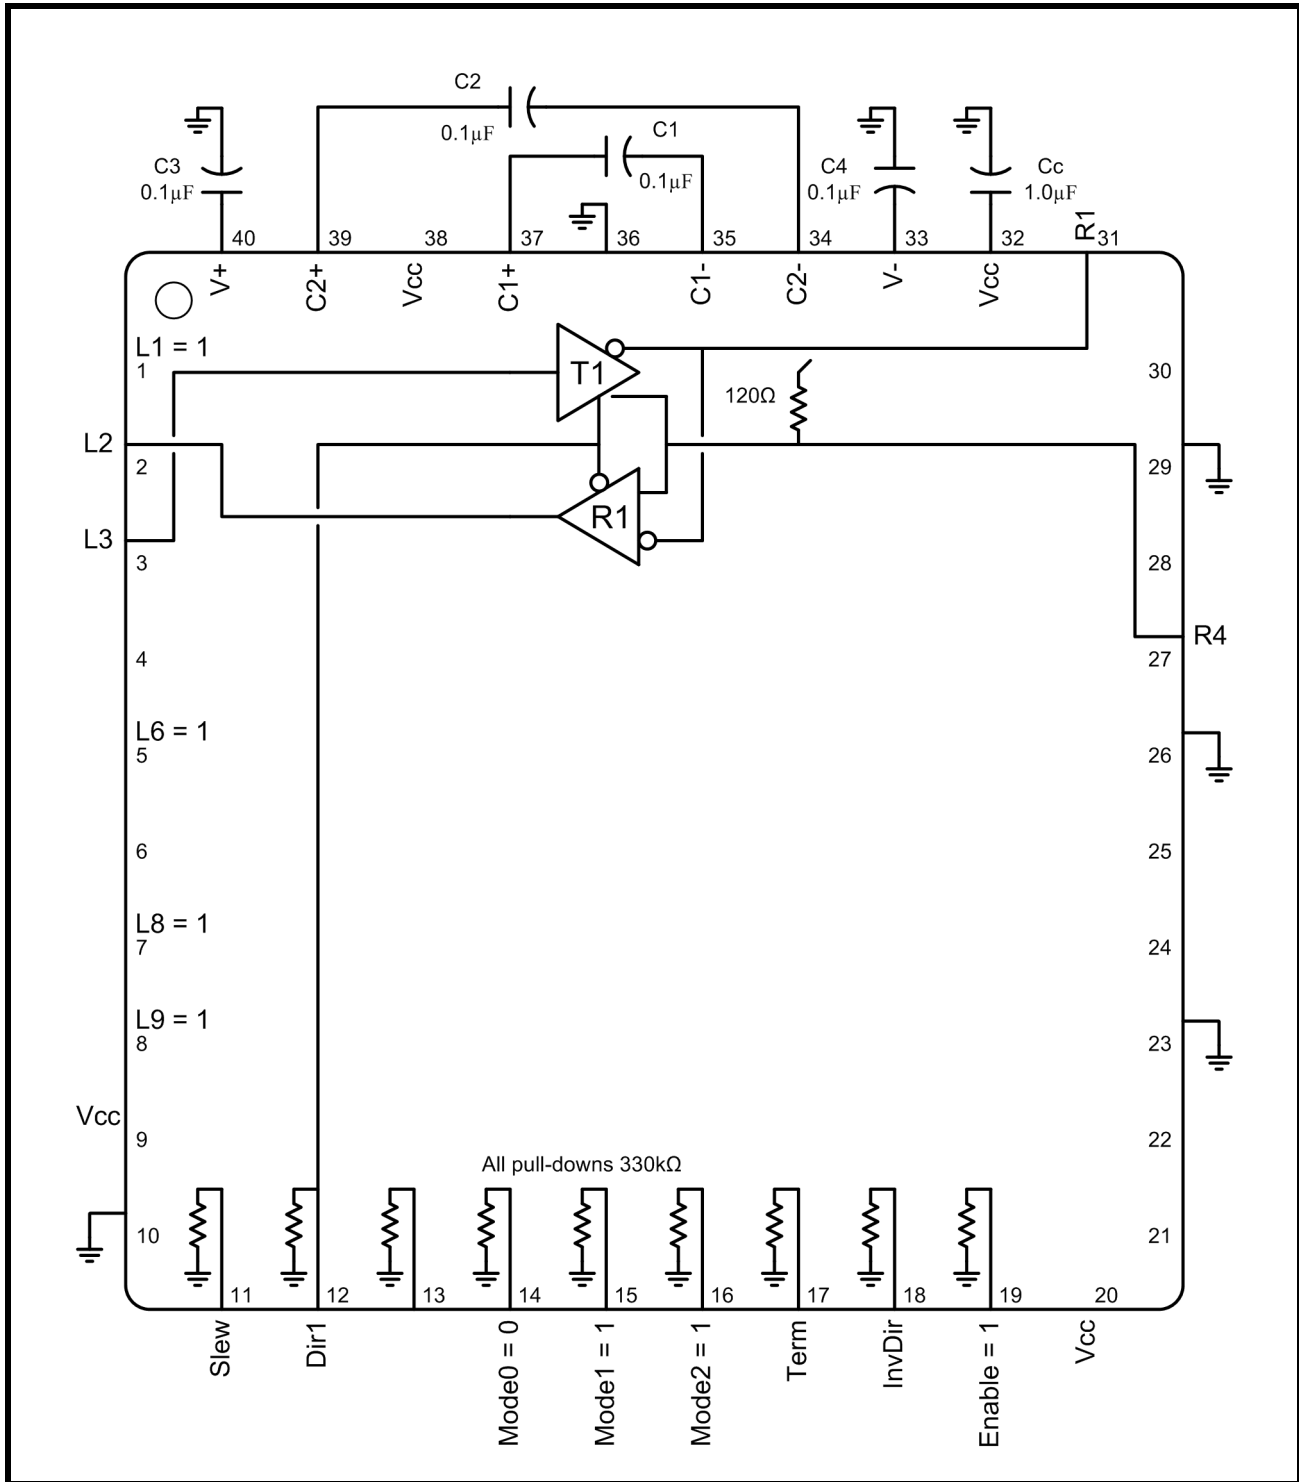 C2
0.1µF
C1
0.1µF
C3
0.1µF
C4
0.1µF
Cc
1.0µF
R1
40
39
38
37
36
35
34
33
32
31
V+
C2+
Vcc
C1+
C1-
C2-
V-
Vcc
L1 = 1
1
T1
120Ω
30
L2
2
29
R1
L3
3
28
R4
4
27
L6 = 1
5
26
6
25
L8 = 1
7
24
L9 = 1
8
23
Vcc
9
22
All pull-downs 330kΩ
10
21
11
12
13
14
15
16
17
18
19
20
Slew
Dir1
Mode0 = 0
Mode1 = 1
Mode2 = 1
Term
InvDir
Enable = 1
Vcc